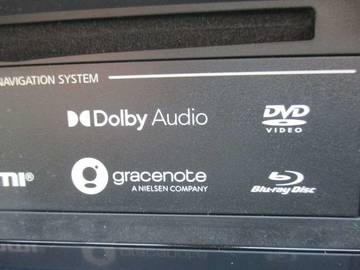 NAVIGATION SYSTEM
Dolby Audio
DVD
VIDEO
gracenote
A NIELSEN COMPANY
Blu-ray Disc